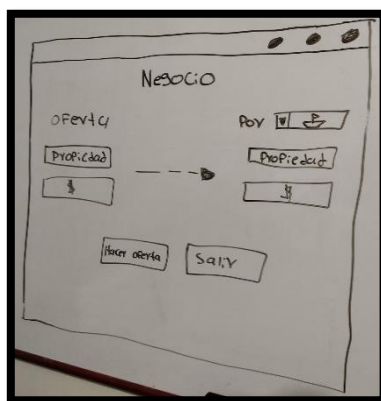 Negocio
oferta
Por
Propiedad
Propiedad
$
$
Hacer oferta
Salir